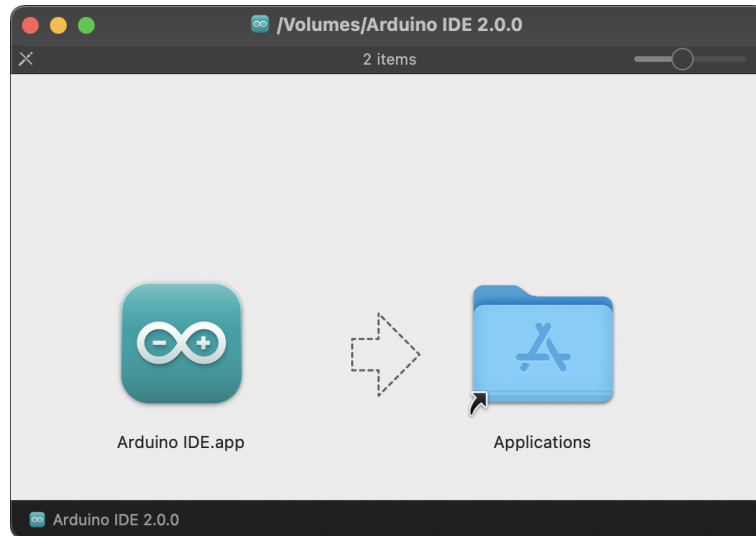 /Volumes/Arduino IDE 2.0.0
2 items
Arduino IDE.app
Applications
Arduino IDE 2.0.0